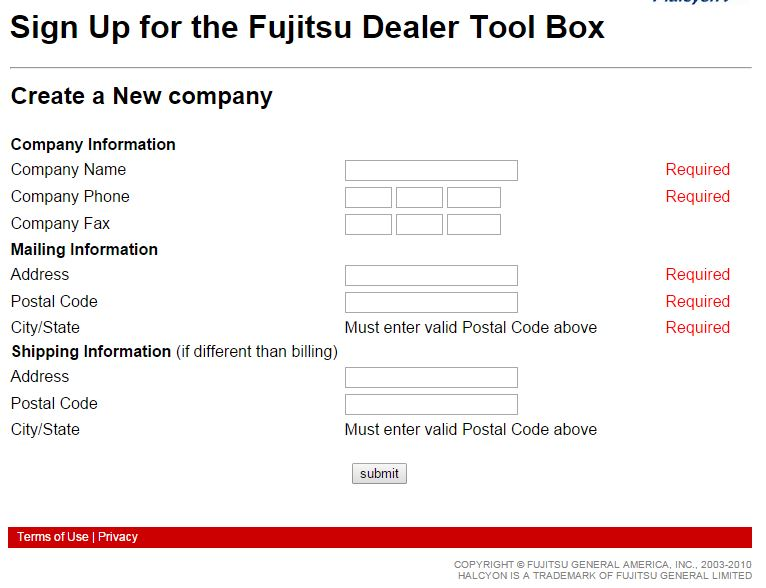 Sign Up for the Fujitsu Dealer Tool Box
Create a New company
Company Information
Company Name Required
Company Phone Required
Company Fax
Mailing Information
Address Required
Postal Code Required
City/State Must enter valid Postal Code above Required
Shipping Information (if different than billing)
Address
Postal Code
City/State Must enter valid Postal Code above
submit
Terms of Use | Privacy
COPYRIGHT © FUJITSU GENERAL AMERICA, INC., 2003-2010
HALCYON IS A TRADEMARK OF FUJITSU GENERAL LIMITED